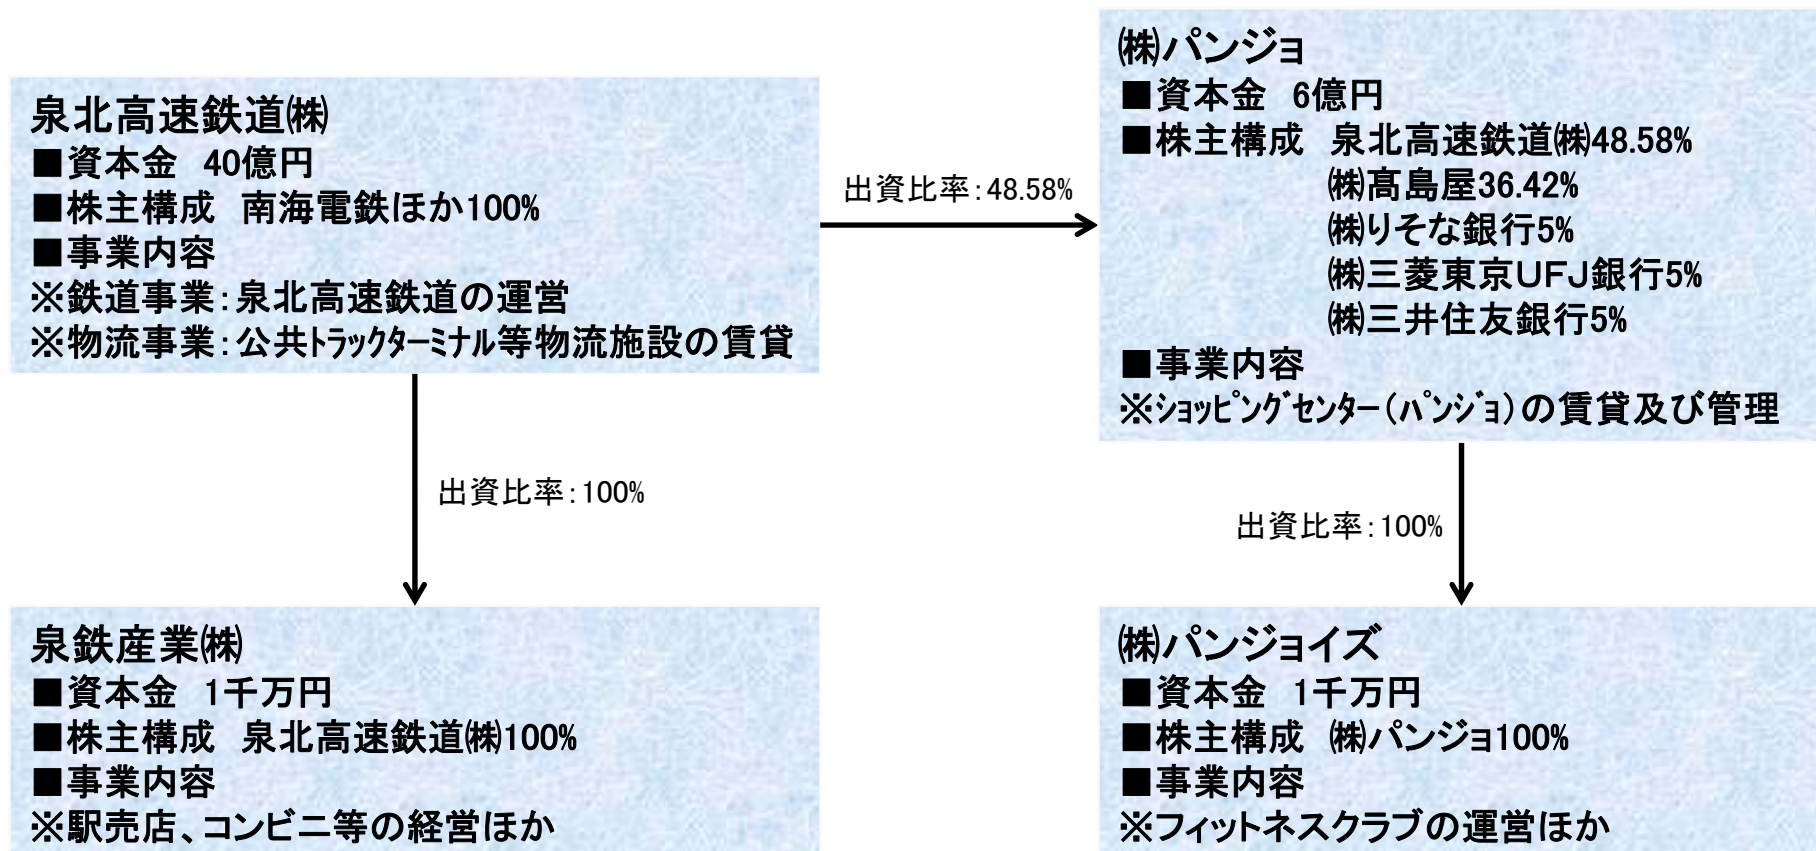 泉北高速鉄道㈱
■資本金　40億円
■株主構成　南海電鉄ほか100%
■事業内容
※鉄道事業：泉北高速鉄道の運営
※物流事業：公共ﾄﾗｯｸﾀｰﾐﾅﾙ等物流施設の賃貸
出資比率：48.58%
㈱パンジョ
■資本金　6億円
■株主構成　泉北高速鉄道㈱48.58%
㈱髙島屋36.42%
㈱りそな銀行5%
㈱三菱東京ＵＦＪ銀行5%
㈱三井住友銀行5%
■事業内容
※ｼｮｯﾋﾟﾝｸﾞｾﾝﾀｰ（ﾊﾟﾝｼﾞｮ）の賃貸及び管理
出資比率：100%
出資比率：100%
泉鉄産業㈱
■資本金　1千万円
■株主構成　泉北高速鉄道㈱100%
■事業内容
※駅売店、コンビニ等の経営ほか
㈱パンジョイズ
■資本金　1千万円
■株主構成　㈱パンジョ100%
■事業内容
※フィットネスクラブの運営ほか